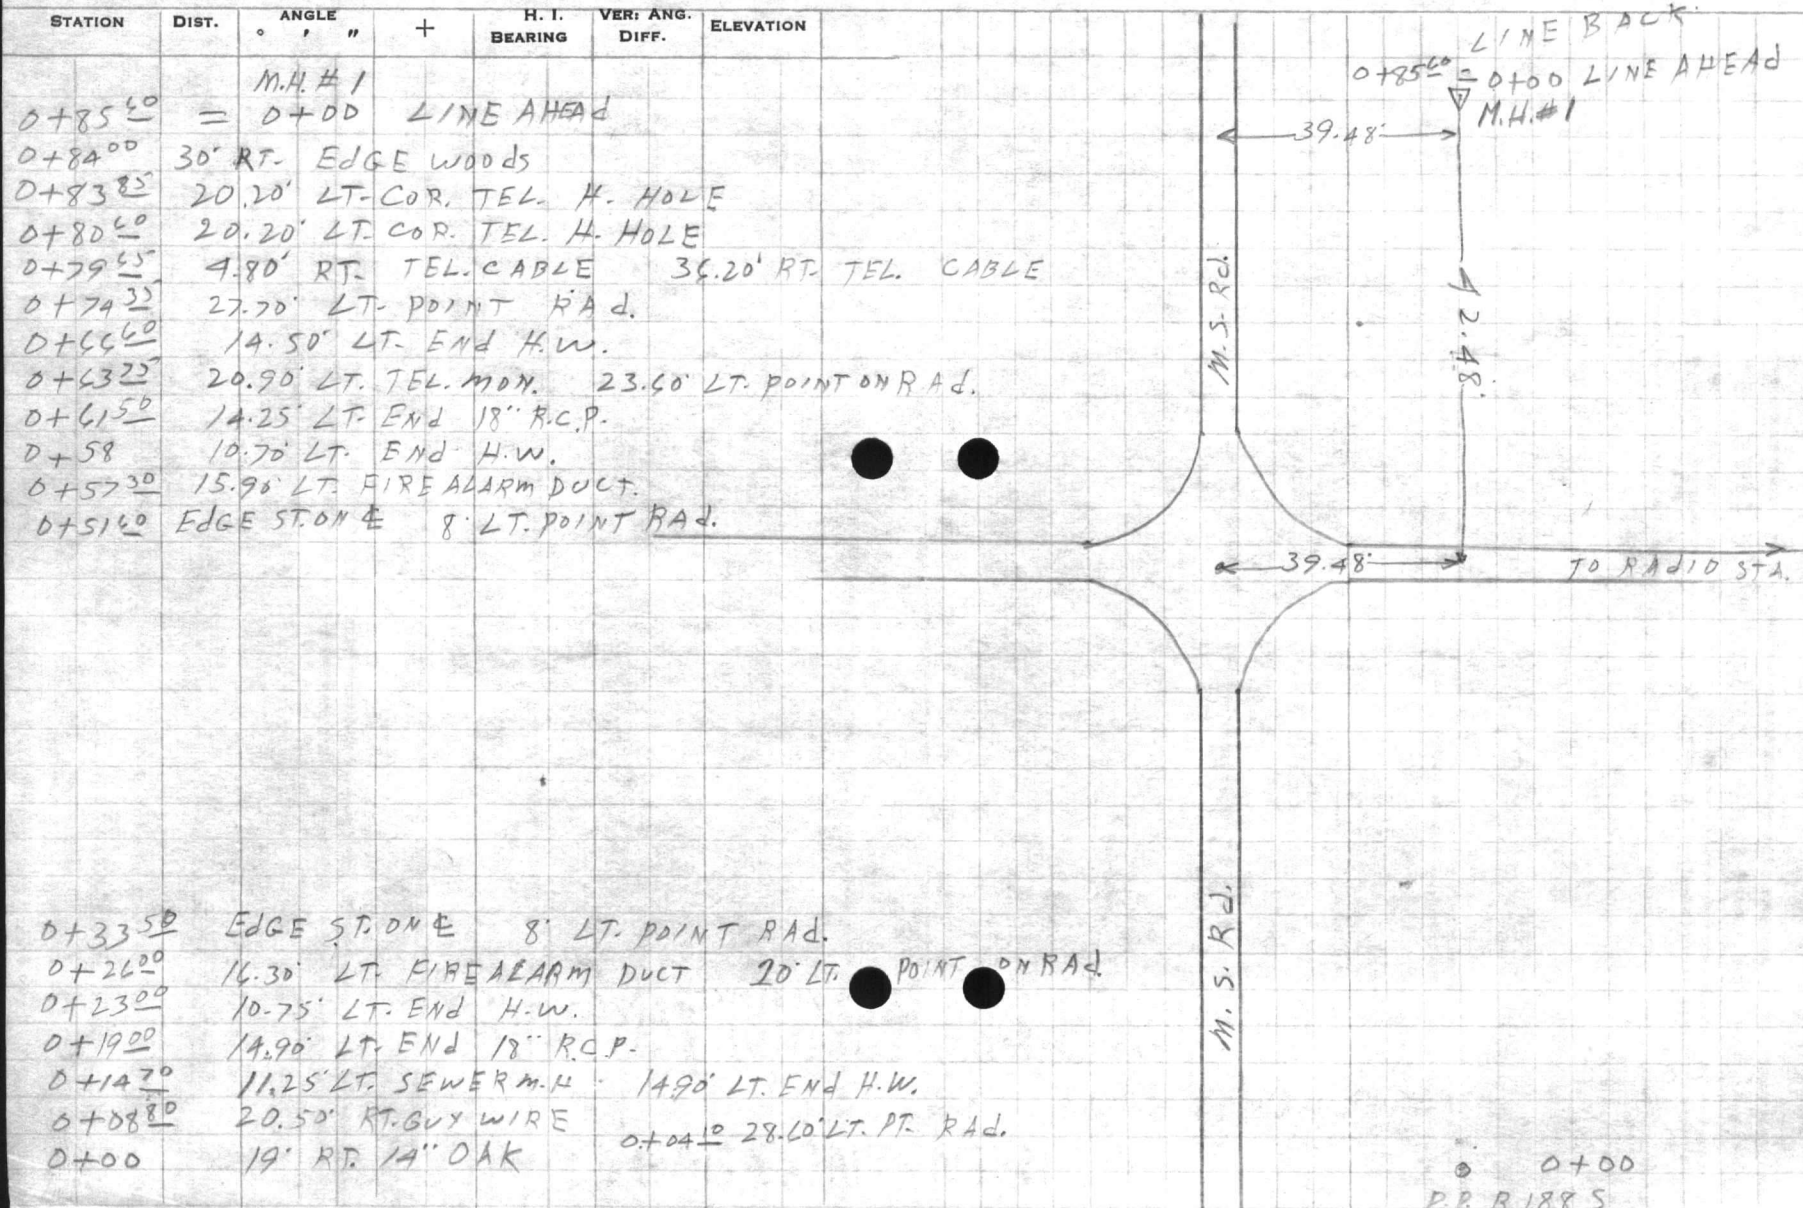 STATION DIST. ANGLE ° ' " + H. I. BEARING VER: ANG. DIFF. ELEVATION
M.H. # 1
0+85 60 = 0+00 LINE AHEAd
0+84 00 30' RT. EdGE WOOds
0+83 85 20.20' LT- COR. TEL. H. HOLE
0+80 60 20.20' LT- COR. TEL. H. HOLE
0+79 65 4.80' RT. TEL. CABLE 36.20' RT- TEL. CABLE
0+74 35 27.70' LT- POINT RAd.
0+66 60 14.50' LT- ENd H.W.
0+63 25 20.90' LT. TEL. MON. 23.60' LT. POINT ON RAd.
0+61 50 14.25' LT- ENd 18" R.C.P.
0+58 10.70' LT. ENd H.W.
0+57 30 15.90' LT. FIRE ALARM DUCT.
0+51 60 EdGE ST. ON ℄ 8' LT. POINT RAd.
0+33 50 EdGE ST. ON ℄ 8' LT. POINT RAd.
0+26 00 16.30' LT. FIRE ALARM DUCT 20' LT. POINT ON RAd
0+23 00 10.75' LT- ENd H.W.
0+19 00 14.90' LT- ENd 18" R.C.P.
0+14 70 11.25' LT. SEWER M.H. 14.90' LT. ENd H.W.
0+08 80 20.50' RT. GUY WIRE
0+04 10 28.60' LT. PT. RAd.
0+00 19' RT. 14" OAK
LINE BACK
0+85 60 = 0+00 LINE AHEAd
M.H.#1
39.48'
M.S. Rd.
42.48'
39.48'
TO RAdIO STA.
M.S. Rd.
0+00
P.P. R 188 S